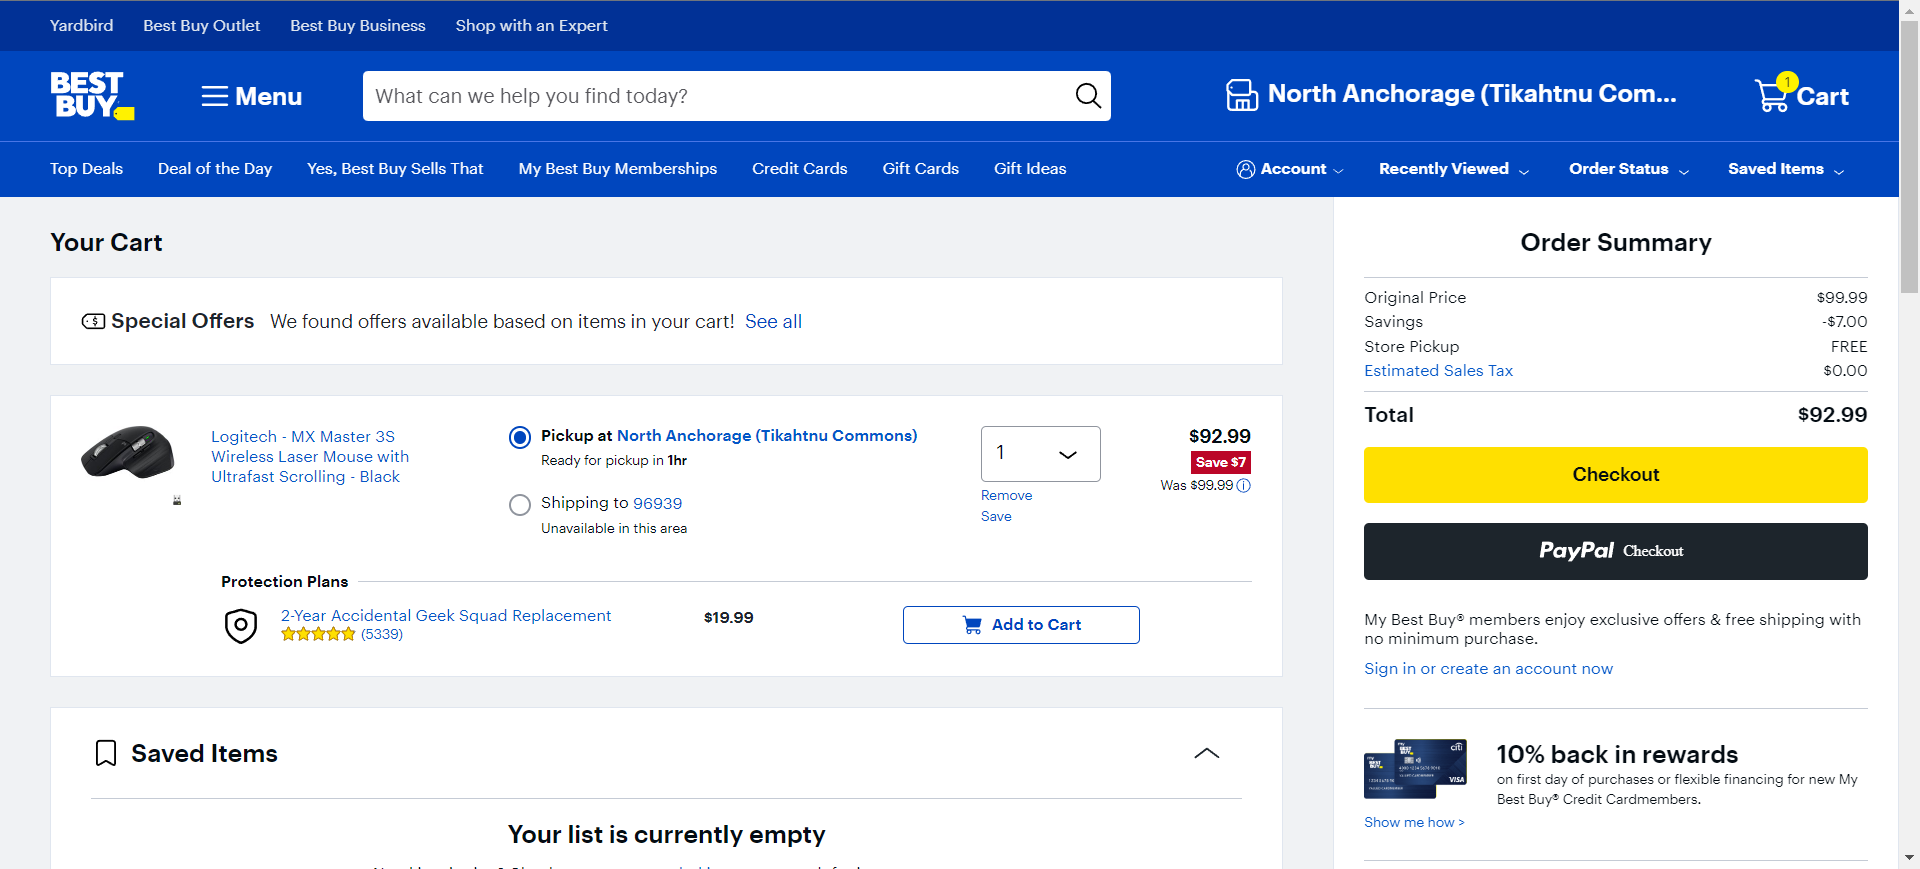 Yardbird Best Buy Outlet Best Buy Business Shop with an Expert
BEST BUY
Menu
What can we help you find today?
North Anchorage (Tikahtnu Com...
1
Cart
Top Deals Deal of the Day Yes, Best Buy Sells That My Best Buy Memberships Credit Cards Gift Cards Gift Ideas
Account Recently Viewed Order Status Saved Items
Your Cart
Special Offers We found offers available based on items in your cart! See all
Logitech - MX Master 3S
Wireless Laser Mouse with
Ultrafast Scrolling - Black
Pickup at North Anchorage (Tikahtnu Commons)
Ready for pickup in 1hr
Shipping to 96939
Unavailable in this area
1
Remove
Save
$92.99
Save $7
Was $99.99
Protection Plans
2-Year Accidental Geek Squad Replacement
(5339)
$19.99
Add to Cart
Saved Items
Your list is currently empty
Order Summary
Original Price $99.99
Savings -$7.00
Store Pickup FREE
Estimated Sales Tax $0.00
Total $92.99
Checkout
PayPal Checkout
My Best Buy® members enjoy exclusive offers & free shipping with
no minimum purchase.
Sign in or create an account now
citi
VISA
10% back in rewards
on first day of purchases or flexible financing for new My
Best Buy® Credit Cardmembers.
Show me how >